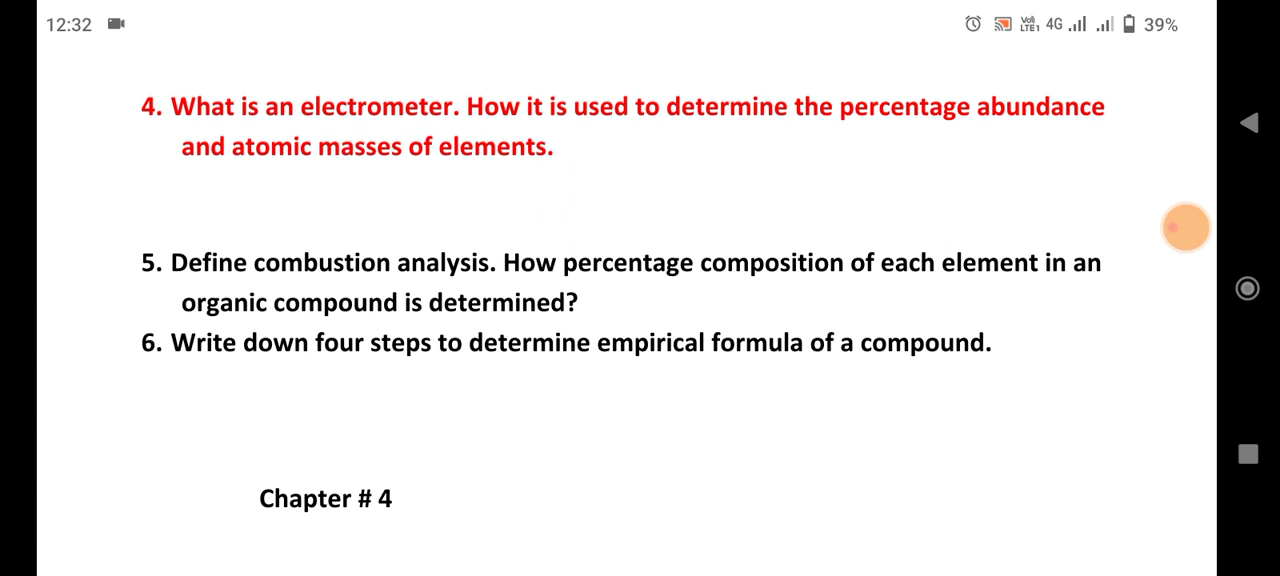 12:32 4G 39%
4. What is an electrometer. How it is used to determine the percentage abundance
and atomic masses of elements.
5. Define combustion analysis. How percentage composition of each element in an
organic compound is determined?
6. Write down four steps to determine empirical formula of a compound.
Chapter # 4